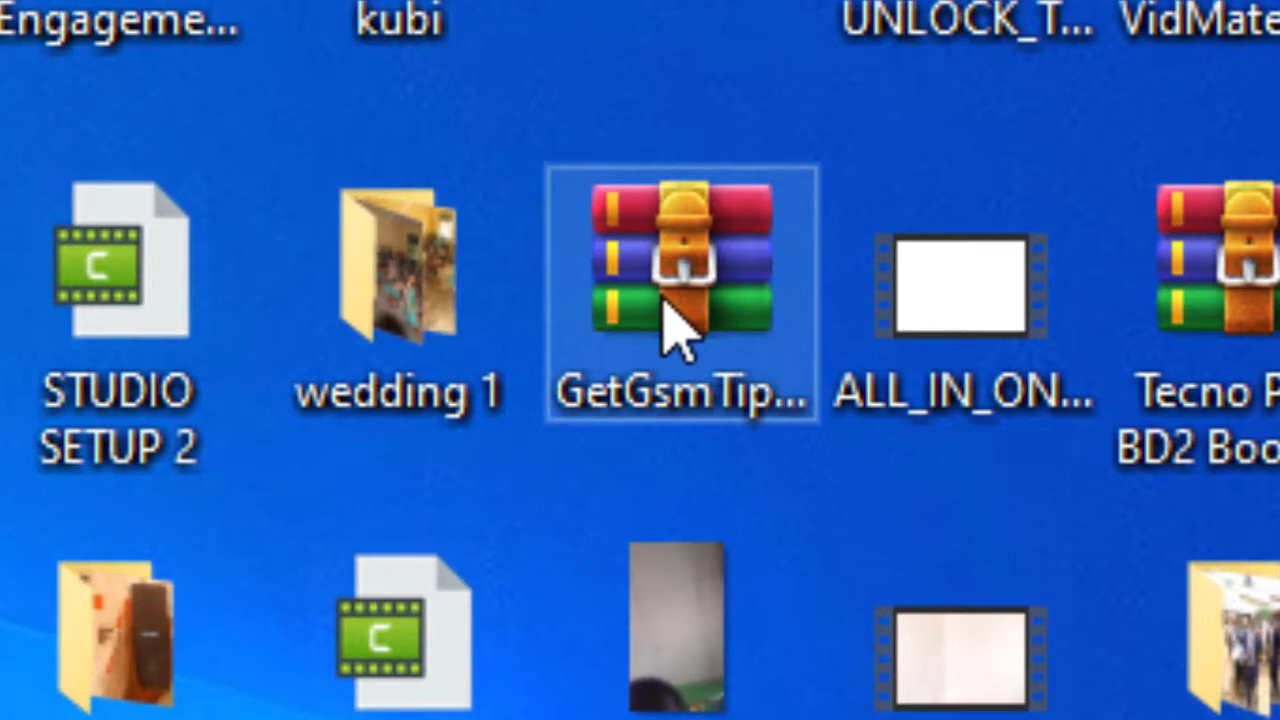 Engageme...
kubi
UNLOCK_T...
VidMate
STUDIO
SETUP 2
wedding 1
GetGsmTip...
ALL_IN_ON...
Tecno P
BD2 Boo
C
C